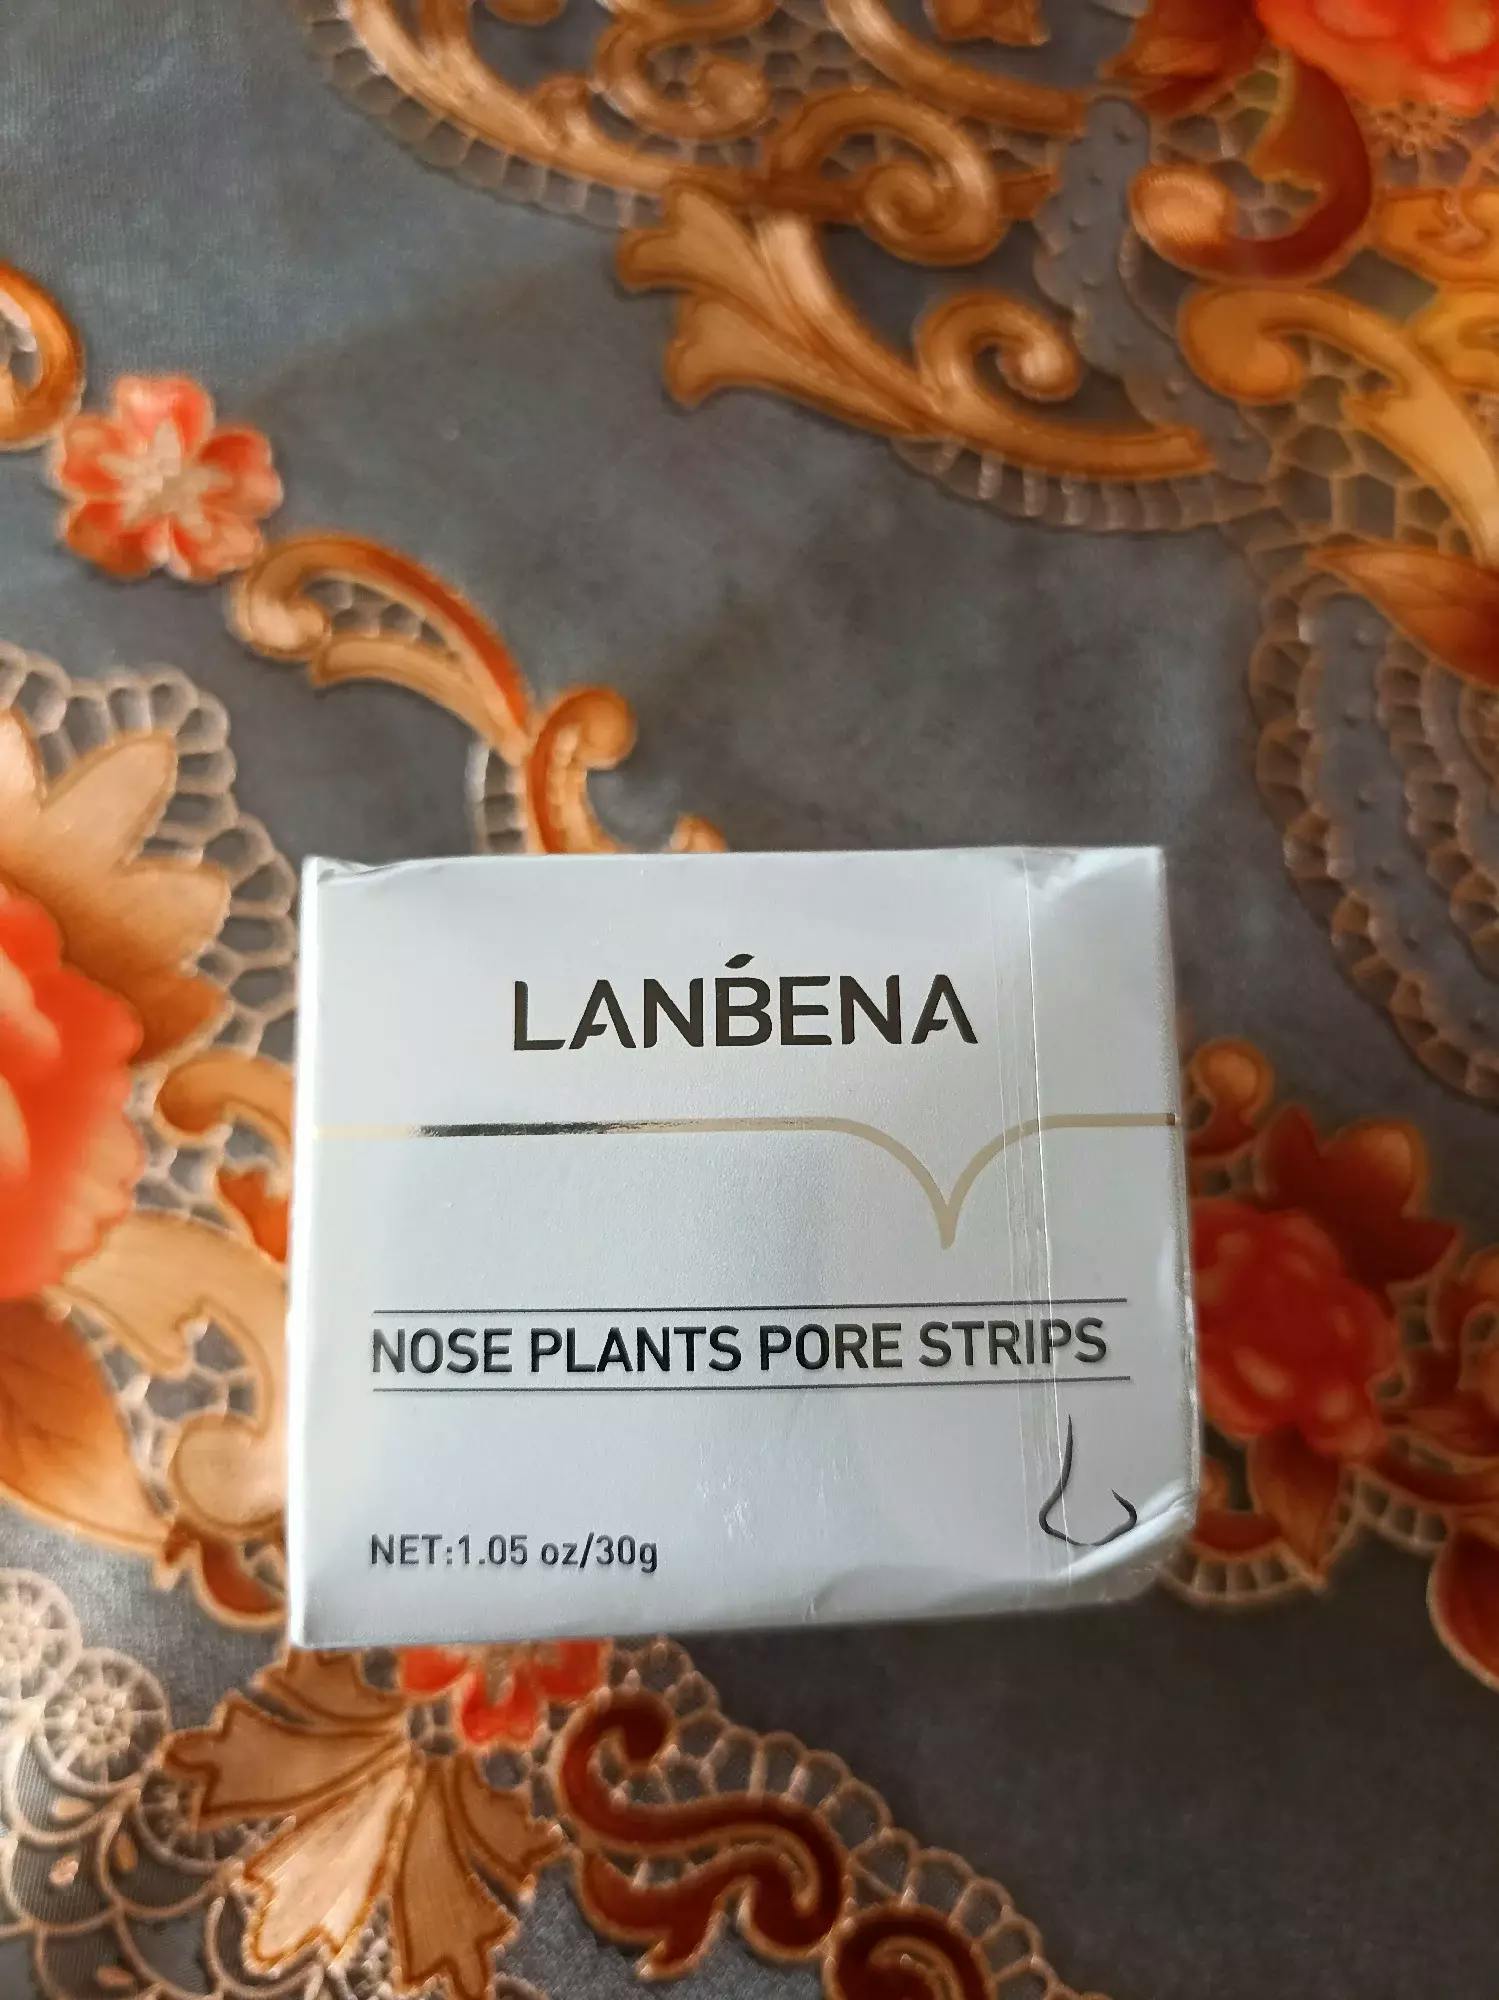 LANBENA
NOSE PLANTS PORE STRIPS
NET:1.05 oz/30g